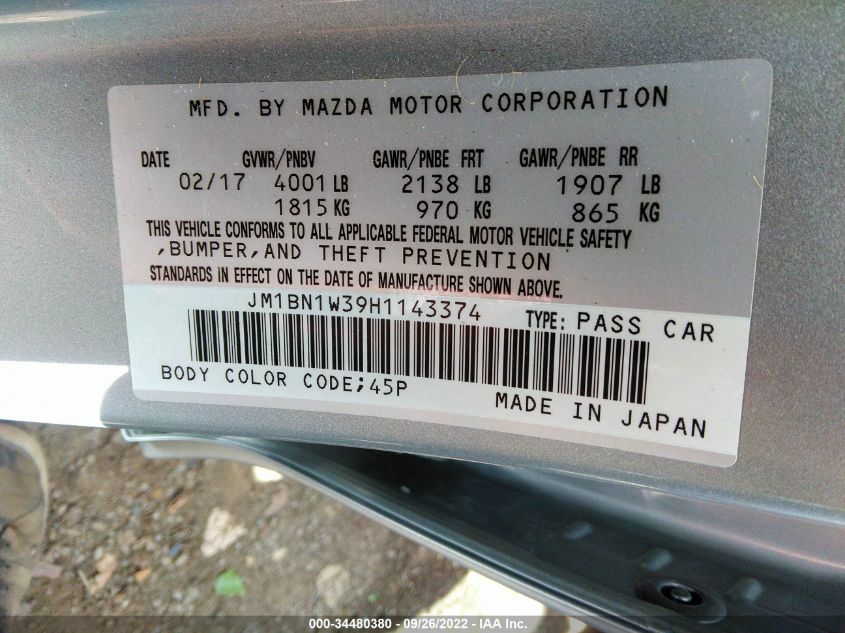 MFD. BY MAZDA MOTOR CORPORATION
DATE GVWR/PNBV GAWR/PNBE FRT GAWR/PNBE RR
02/17 4001 LB 2138 LB 1907 LB
1815 KG 970 KG 865 KG
THIS VEHICLE CONFORMS TO ALL APPLICABLE FEDERAL MOTOR VEHICLE SAFETY
,BUMPER,AND THEFT PREVENTION
STANDARDS IN EFFECT ON THE DATE OF MANUFACTURE SHOWN ABOVE.
JM1BN1W39H1143374 TYPE: PASS CAR
BODY COLOR CODE;45P MADE IN JAPAN
000-34480380 - 09/26/2022 - IAA Inc.